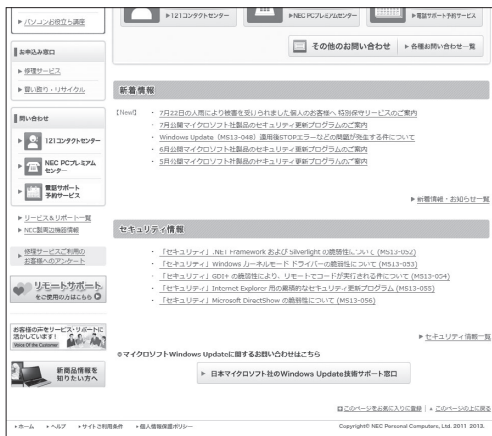 パソコンお役立ち講座
121コンタクトセンター
NEC PCプレミアムセンター
電話サポート予約サービス
その他のお問い合わせ
各種お問い合わせ一覧
お申込み窓口
修理サービス
買い取り・リサイクル
問い合わせ
121コンタクトセンター
NEC PCプレミアム
センター
電話サポート
予約サービス
サービス＆サポート一覧
NEC製周辺機器情報
修理サービスご利用の
お客様へのアンケート
リモートサポート
をご使用の方はこちら
お客様の声をサービス・サポートに
活かしています!
Voice Of the Customer
新商品情報を
知りたい方へ
新着情報
【New!】 ・ 7月22日の大雨により被害を受けられました個人のお客様へ 特別保守サービスのご案内
・ 7月公開マイクロソフト社製品のセキュリティ更新プログラムのご案内
・ Windows Update（MS13-048）適用後STOPエラーなどの問題が発生する件について
・ 6月公開マイクロソフト社製品のセキュリティ更新プログラムのご案内
・ 5月公開マイクロソフト社製品のセキュリティ更新プログラムのご案内
新着情報・お知らせ一覧
セキュリティ情報
・ 「セキュリティ」.NET Framework および Silverlight の脆弱性について (MS13-052)
・ 「セキュリティ」Windows カーネルモード ドライバーの脆弱性について (MS13-053)
・ 「セキュリティ」GDI+ の脆弱性により、リモートでコードが実行される件について (MS13-054)
・ 「セキュリティ」Internet Explorer 用の累積的なセキュリティ更新プログラム (MS13-055)
・ 「セキュリティ」Microsoft DirectShow の脆弱性について (MS13-056)
セキュリティ情報一覧
※マイクロソフトWindows Updateに関するお問い合わせはこちら
日本マイクロソフト社のWindows Update技術サポート窓口
このページをお気に入りに登録 | このページの上に戻る
ホーム ヘルプ サイトご利用条件 個人情報保護ポリシー
Copyright© NEC Personal Computers, Ltd. 2011 2013.